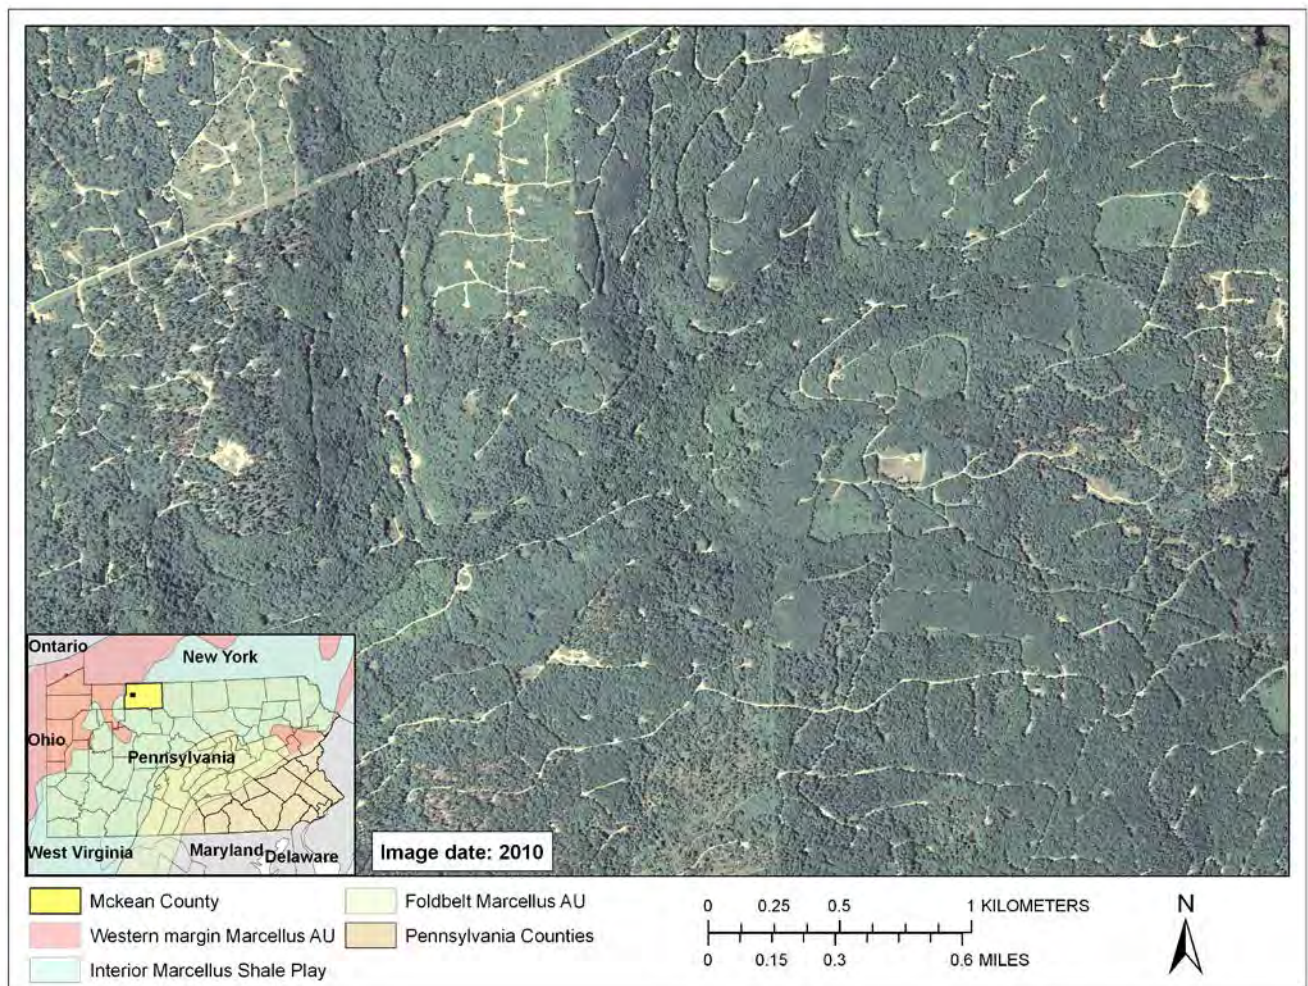 Ontario
New York
Ohio
Pennsylvania
West Virginia
Maryland
Delaware
Image date: 2010
Mckean County
Western margin Marcellus AU
Interior Marcellus Shale Play
Foldbelt Marcellus AU
Pennsylvania Counties
0 0.25 0.5 1 KILOMETERS
0 0.15 0.3 0.6 MILES
N